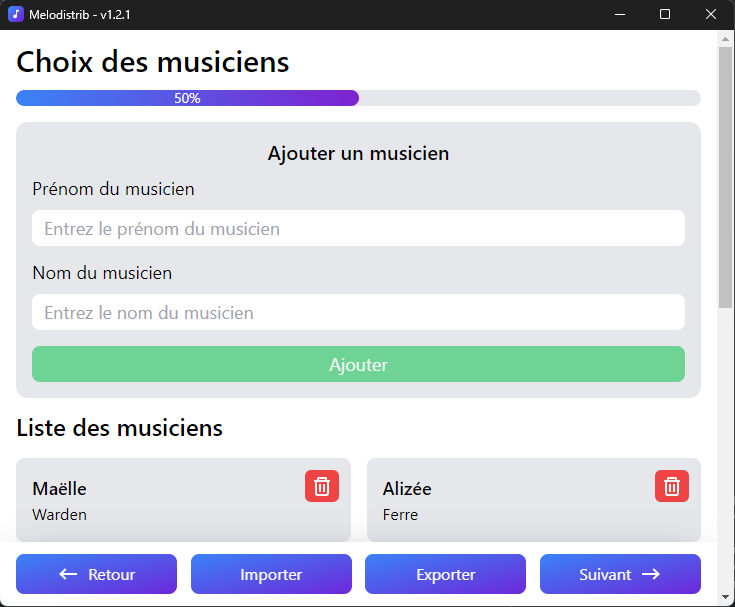 Melodistrib - v1.2.1
Choix des musiciens
50%
Ajouter un musicien
Prénom du musicien
Entrez le prénom du musicien
Nom du musicien
Entrez le nom du musicien
Ajouter
Liste des musiciens
Maëlle
Warden
Alizée
Ferre
Retour
Importer
Exporter
Suivant